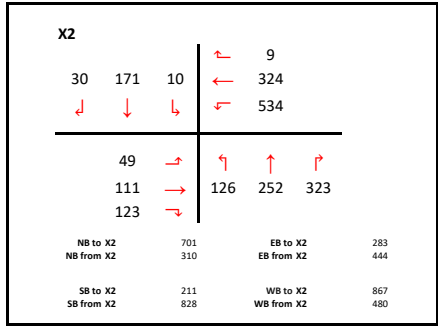 X2
9
30 171 10 324
534
49
111 126 252 323
123
NB to X2 701 EB to X2 283
NB from X2 310 EB from X2 444
SB to X2 211 WB to X2 867
SB from X2 828 WB from X2 480